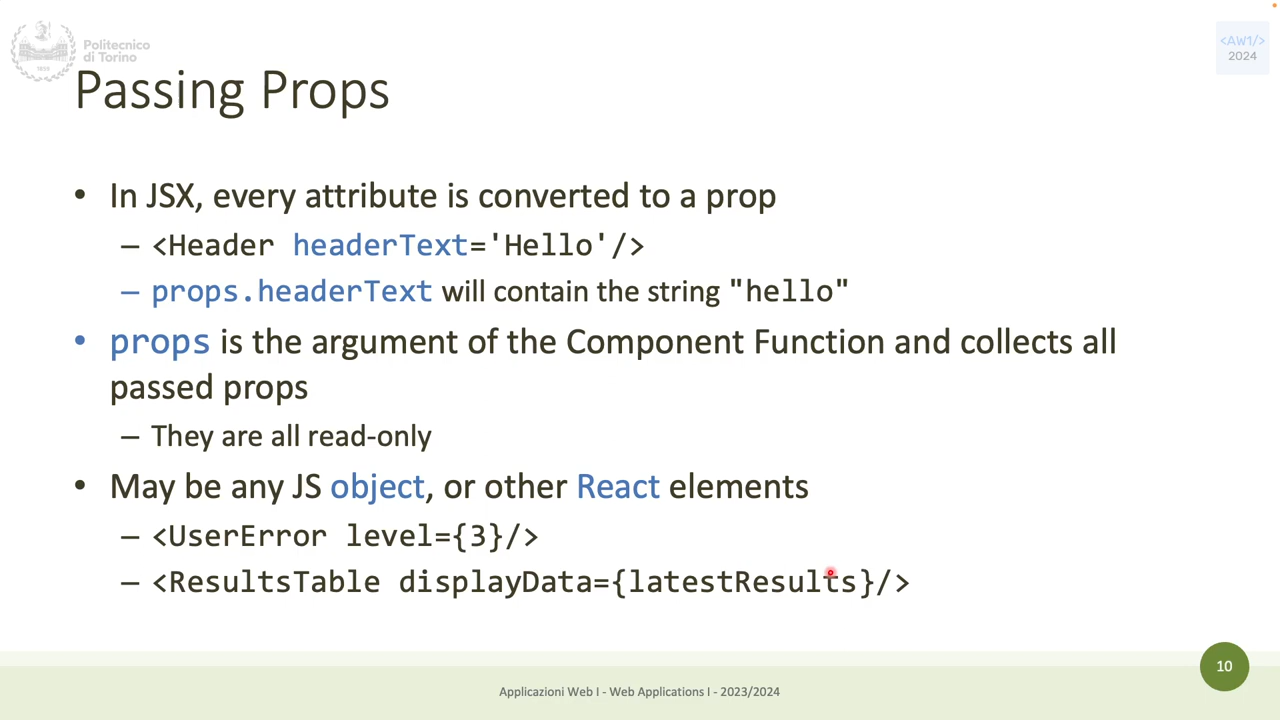 Politecnico
di Torino
1859
<AW1/>
2024
Passing Props
• In JSX, every attribute is converted to a prop
– <Header headerText='Hello'/>
– props.headerText will contain the string "hello"
• props is the argument of the Component Function and collects all
passed props
– They are all read-only
• May be any JS object, or other React elements
– <UserError level={3}/>
– <ResultsTable displayData={latestResults}/>
10
Applicazioni Web I - Web Applications I - 2023/2024